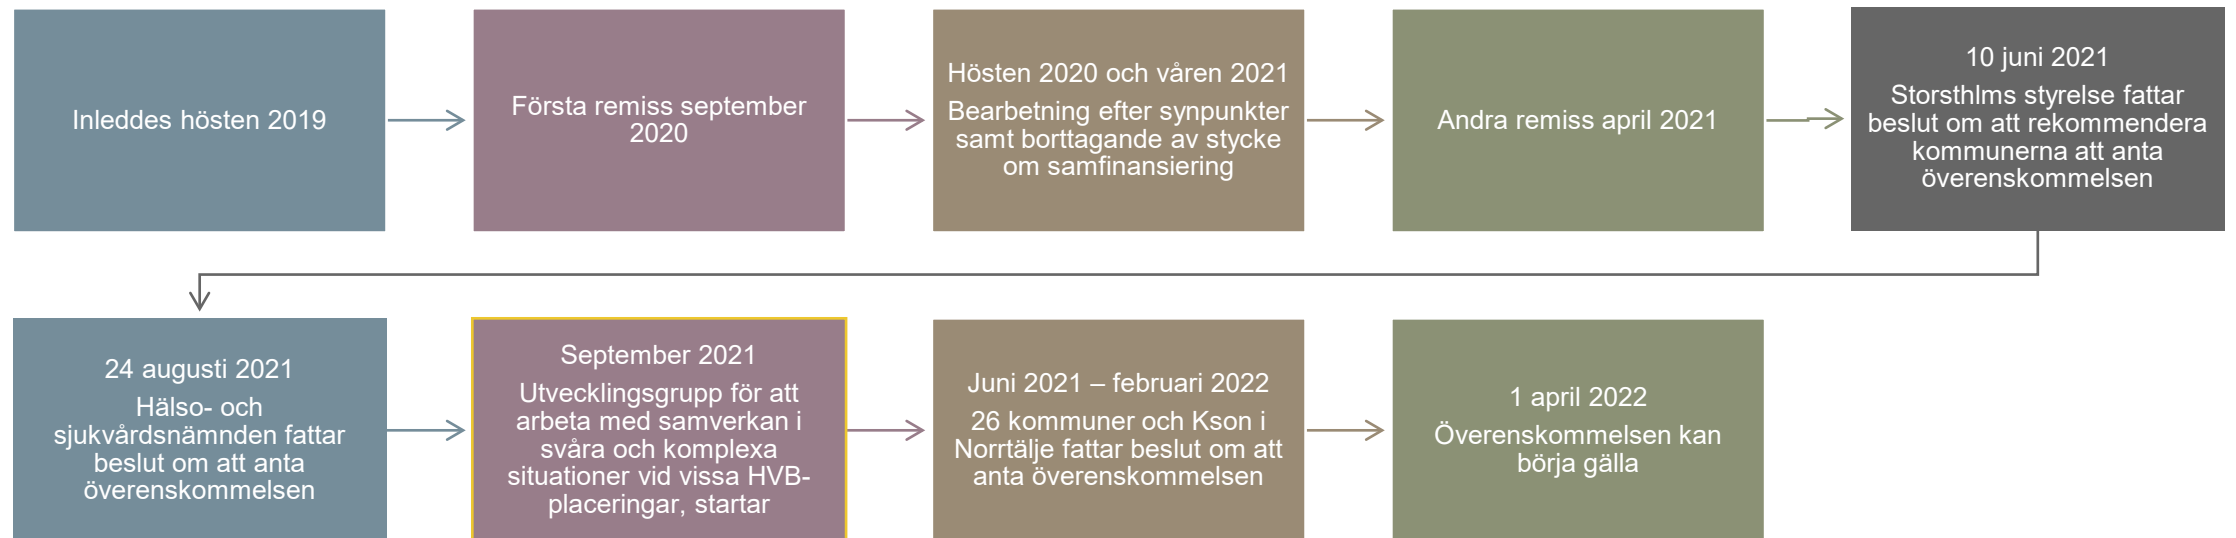 Inleddes hösten 2019
Första remiss september
2020
Hösten 2020 och våren 2021
Bearbetning efter synpunkter
samt borttagande av stycke
om samfinansiering
Andra remiss april 2021
10 juni 2021
Storsthlms styrelse fattar
beslut om att rekommendera
kommunerna att anta
överenskommelsen
24 augusti 2021
Hälso- och
sjukvårdsnämnden fattar
beslut om att anta
överenskommelsen
September 2021
Utvecklingsgrupp för att
arbeta med samverkan i
svåra och komplexa
situationer vid vissa HVB-
placeringar, startar
Juni 2021 – februari 2022
26 kommuner och Kson i
Norrtälje fattar beslut om att
anta överenskommelsen
1 april 2022
Överenskommelsen kan
börja gälla